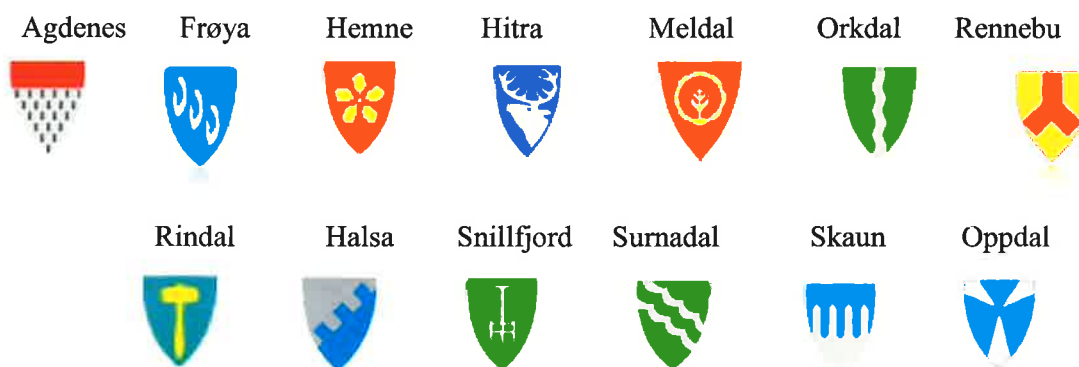 Agdenes Frøya Hemne Hitra Meldal Orkdal Rennebu
Rindal Halsa Snillfjord Surnadal Skaun Oppdal